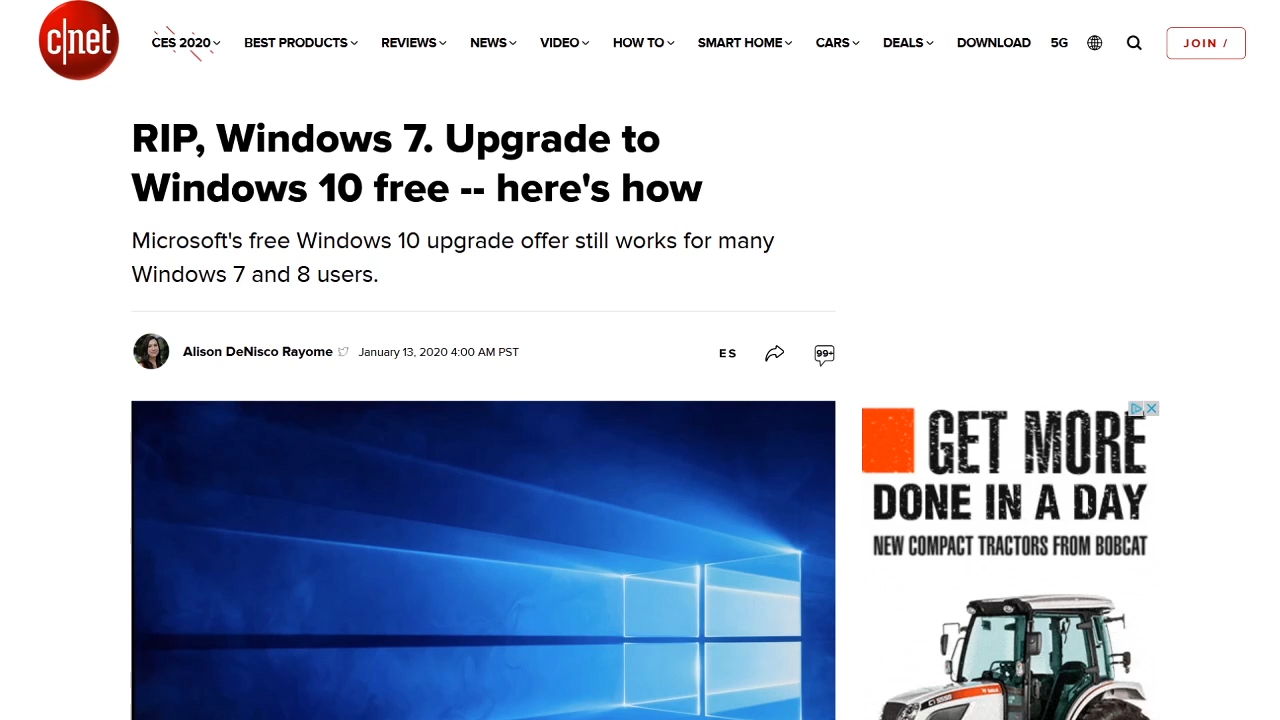 c|net
CES 2020
BEST PRODUCTS
REVIEWS
NEWS
VIDEO
HOW TO
SMART HOME
CARS
DEALS
DOWNLOAD
5G
JOIN /
RIP, Windows 7. Upgrade to
Windows 10 free -- here's how
Microsoft's free Windows 10 upgrade offer still works for many
Windows 7 and 8 users.
Alison DeNisco Rayome
January 13, 2020 4:00 AM PST
ES
99+
GET MORE
DONE IN A DAY
NEW COMPACT TRACTORS FROM BOBCAT